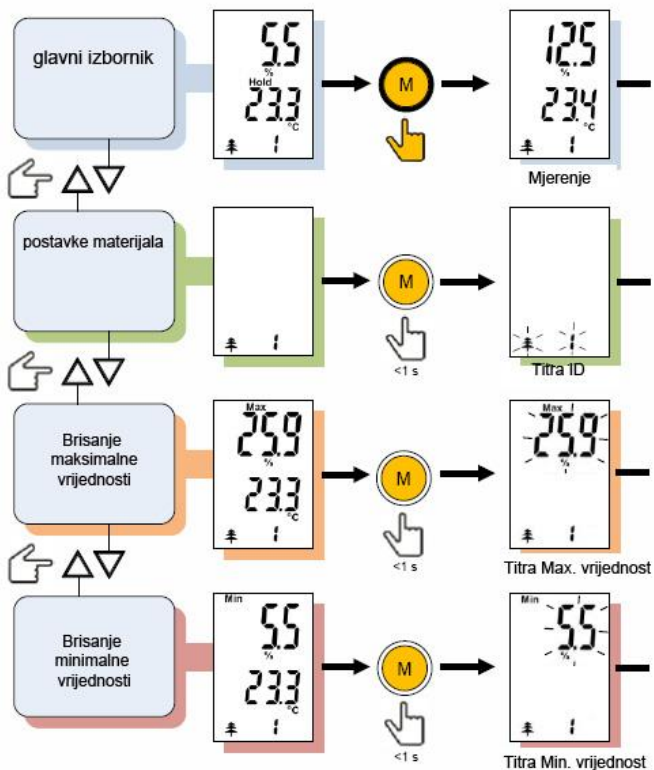 glavni izbornik
5.5
%
Hold
23.3
°C
1
M
12.5
%
23.4
°C
1
Mjerenje
postavke materijala
1
M
<1 s
1
Titra ID
Brisanje
maksimalne
vrijednosti
Max
25.9
%
23.3
°C
1
M
<1 s
Max
25.9
%
1
Titra Max. vrijednost
Brisanje
minimalne
vrijednosti
Min
5.5
%
23.3
°C
1
M
<1 s
Min
5.5
%
1
Titra Min. vrijednost